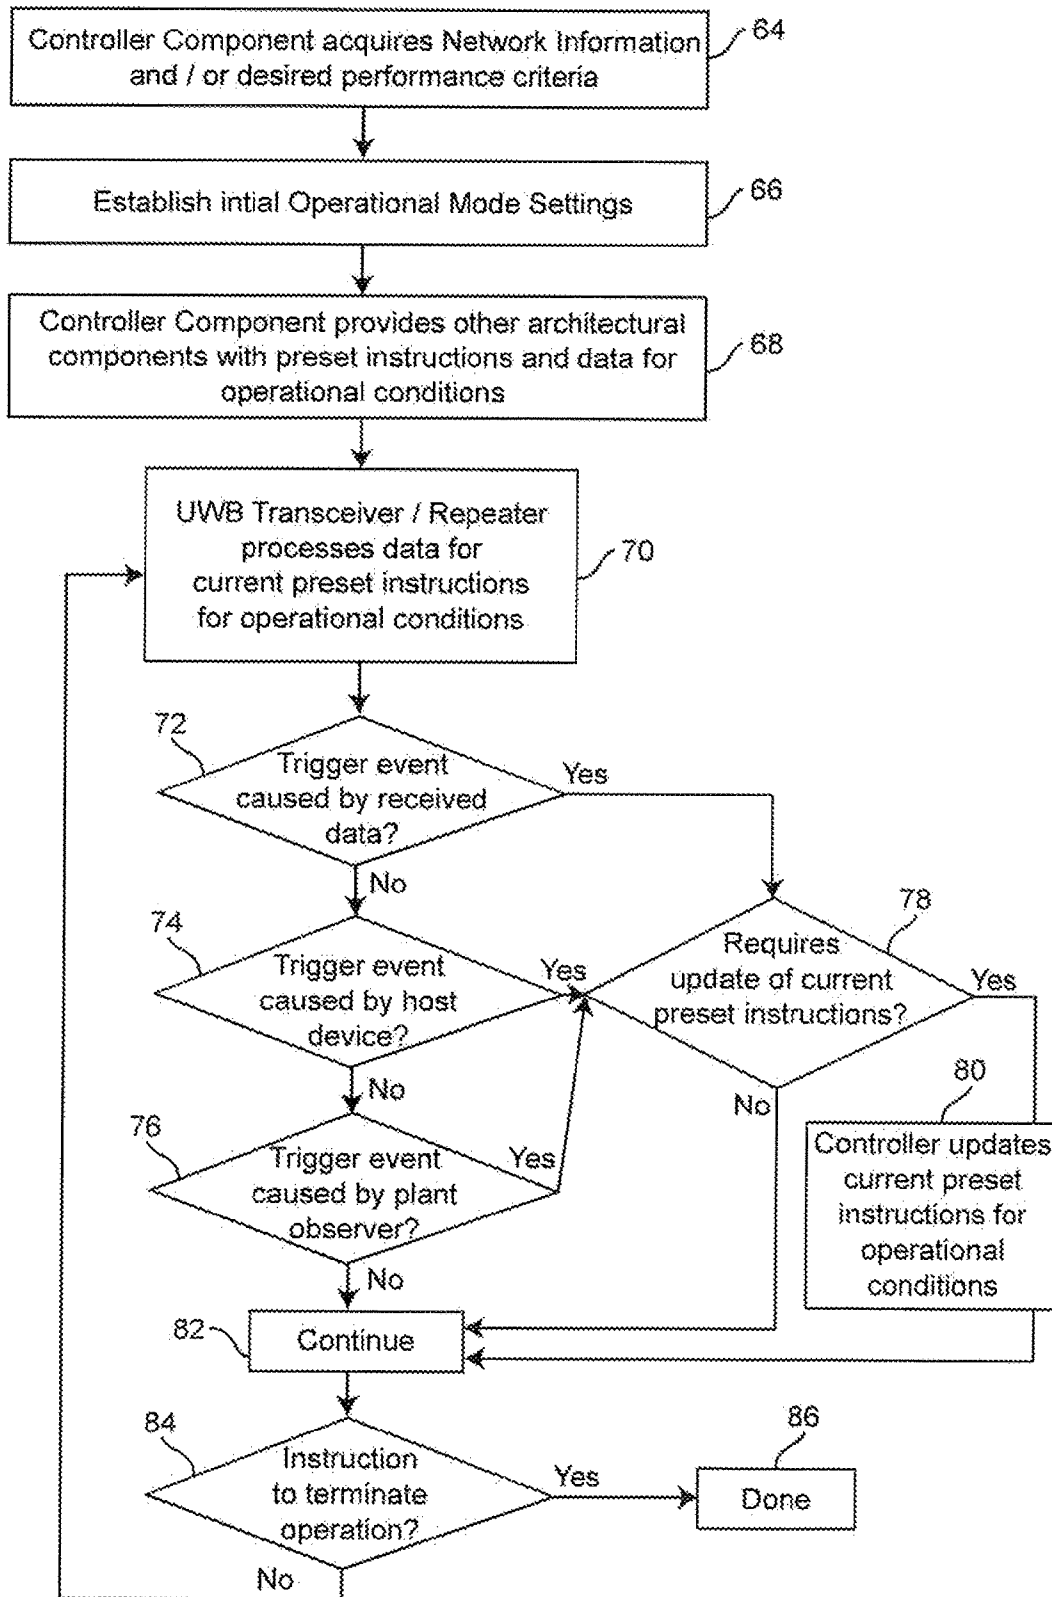 Controller Component acquires Network Information
and / or desired performance criteria
64
Establish intial Operational Mode Settings
66
Controller Component provides other architectural
components with preset instructions and data for
operational conditions
68
UWB Transceiver / Repeater
processes data for
current preset instructions
for operational conditions
70
72
Trigger event
caused by received
data?
Yes
No
74
Trigger event
caused by host
device?
Yes
No
78
Requires
update of current
preset instructions?
Yes
No
76
Trigger event
caused by plant
observer?
Yes
No
80
Controller updates
current preset
instructions for
operational
conditions
82
Continue
84
Instruction
to terminate
operation?
Yes
No
86
Done